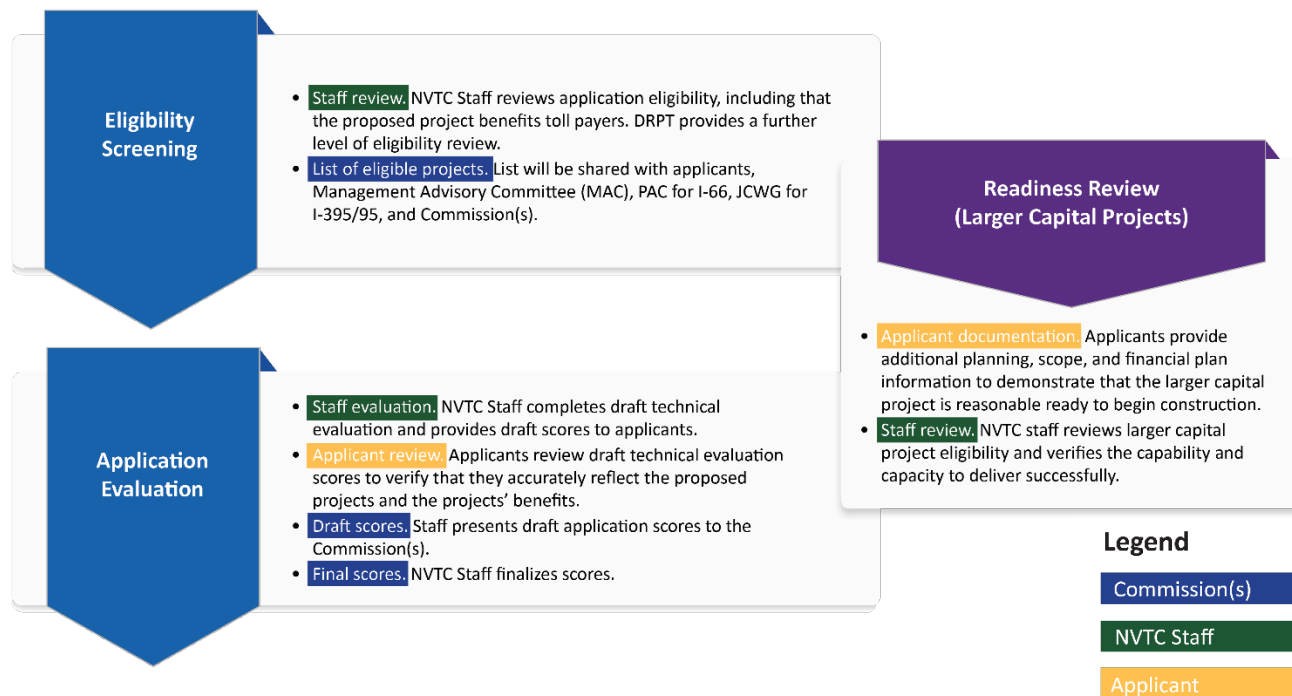 Eligibility
Screening
• Staff review. NVTC Staff reviews application eligibility, including that
the proposed project benefits toll payers. DRPT provides a further
level of eligibility review.
• List of eligible projects. List will be shared with applicants,
Management Advisory Committee (MAC), PAC for I-66, JCWG for
I-395/95, and Commission(s).
Readiness Review
(Larger Capital Projects)
• Applicant documentation. Applicants provide
additional planning, scope, and financial plan
information to demonstrate that the larger capital
project is reasonable ready to begin construction.
• Staff review. NVTC staff reviews larger capital
project eligibility and verifies the capability and
capacity to deliver successfully.
Application
Evaluation
• Staff evaluation. NVTC Staff completes draft technical
evaluation and provides draft scores to applicants.
• Applicant review. Applicants review draft technical evaluation
scores to verify that they accurately reflect the proposed
projects and the projects’ benefits.
• Draft scores. Staff presents draft application scores to the
Commission(s).
• Final scores. NVTC Staff finalizes scores.
Legend
Commission(s)
NVTC Staff
Applicant